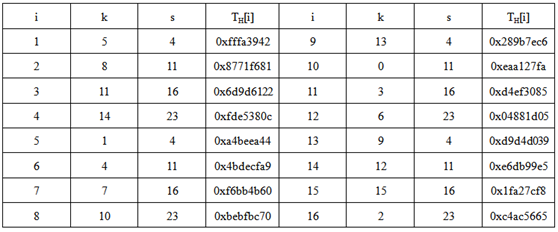 i k s TH[i] i k s TH[i]
1 5 4 0xfffa3942 9 13 4 0x289b7ec6
2 8 11 0x8771f681 10 0 11 0xeaa127fa
3 11 16 0x6d9d6122 11 3 16 0xd4ef3085
4 14 23 0xfde5380c 12 6 23 0x04881d05
5 1 4 0xa4beea44 13 9 4 0xd9d4d039
6 4 11 0x4bdecfa9 14 12 11 0xe6db99e5
7 7 16 0xf6bb4b60 15 15 16 0x1fa27cf8
8 10 23 0xbebfbc70 16 2 23 0xc4ac5665